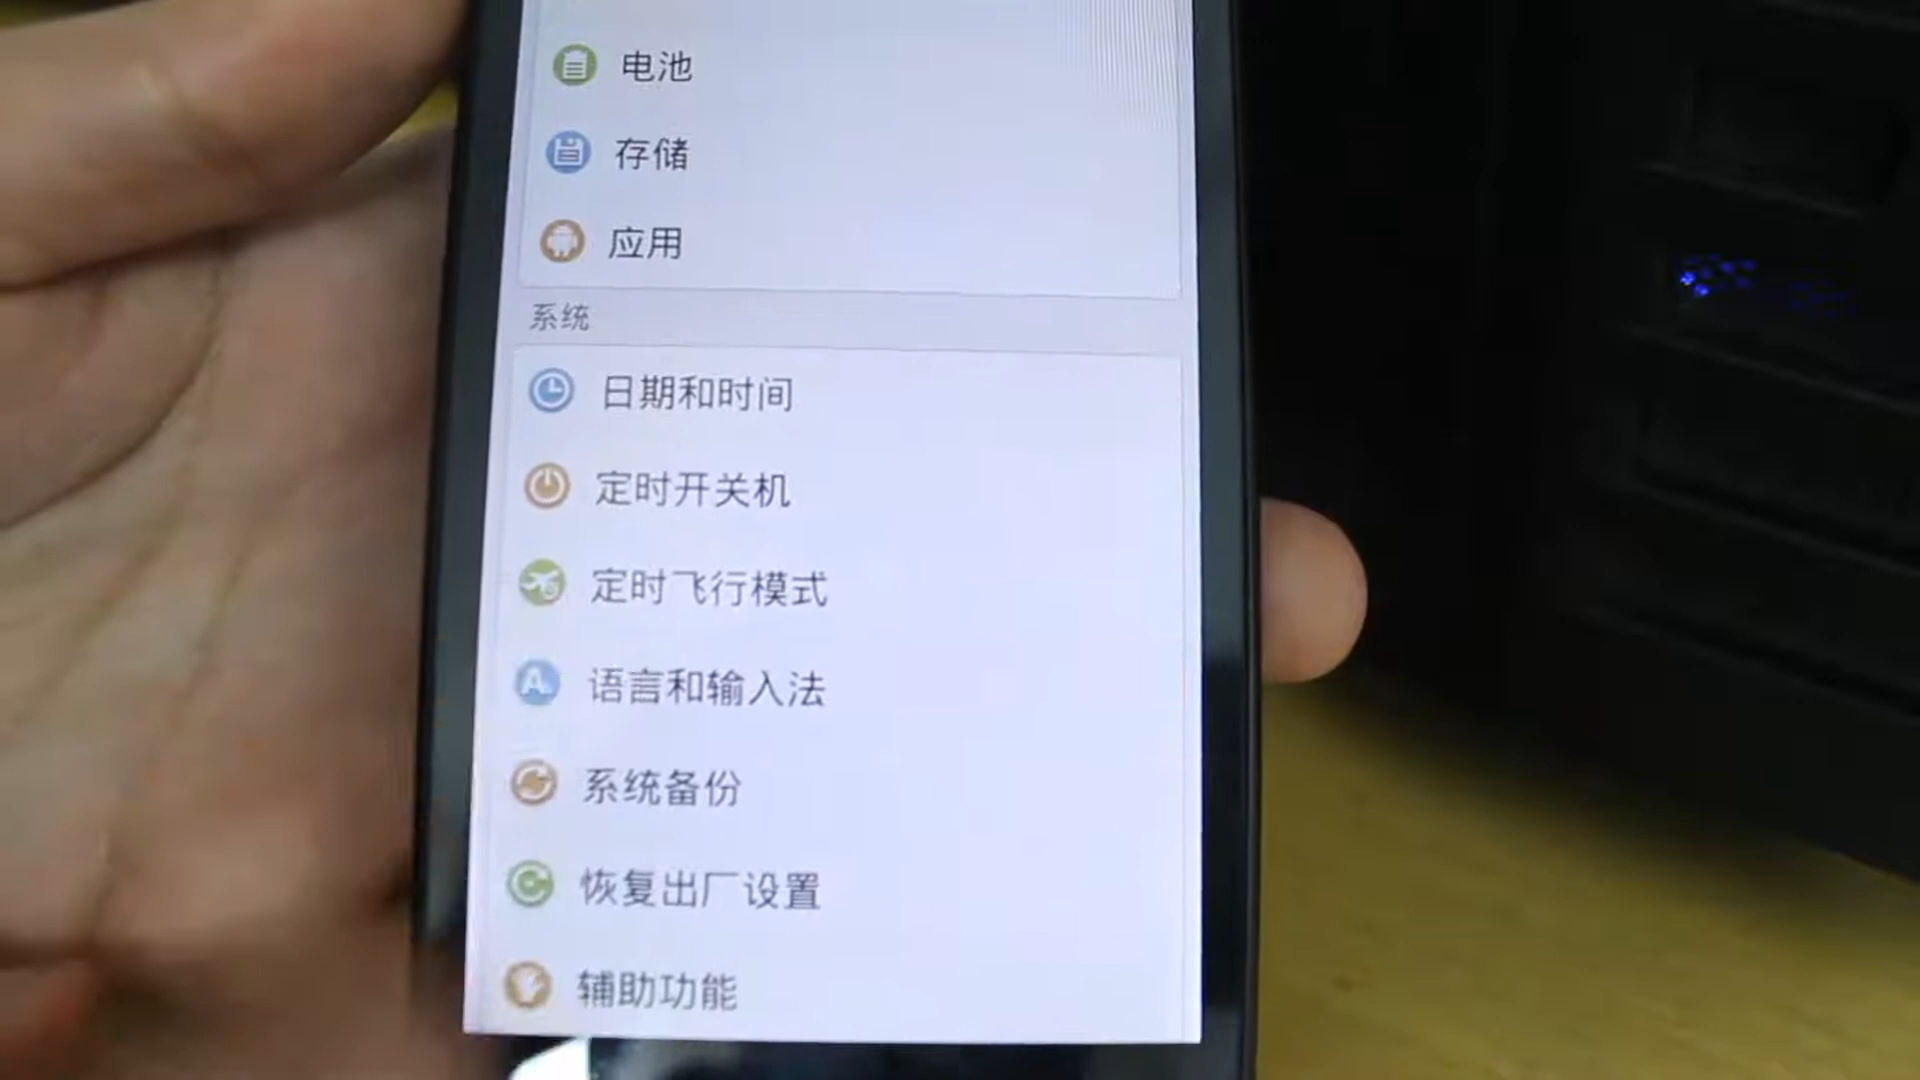 电池
存储
应用
系统
日期和时间
定时开关机
定时飞行模式
语言和输入法
系统备份
恢复出厂设置
辅助功能